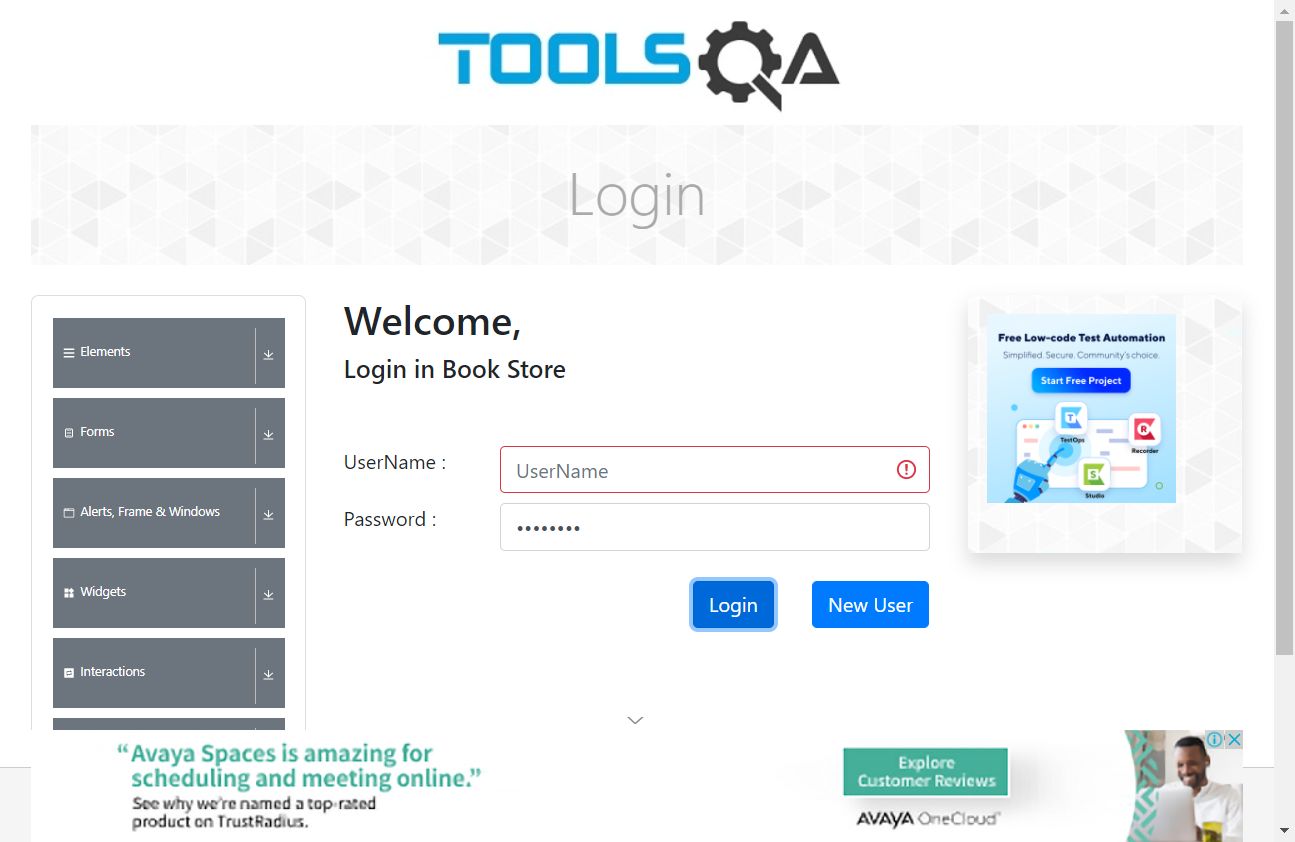 TOOLSQA
Login
Elements
Forms
Alerts, Frame & Windows
Widgets
Interactions
Welcome,
Login in Book Store
UserName :
UserName
Password :
••••••••
Login
New User
Free Low-code Test Automation
Simplified. Secure. Community's choice.
Start Free Project
T
TestOps
R
Recorder
S
Studio
“Avaya Spaces is amazing for
scheduling and meeting online.”
See why we're named a top-rated
product on TrustRadius.
Explore
Customer Reviews
AVAYA OneCloud™